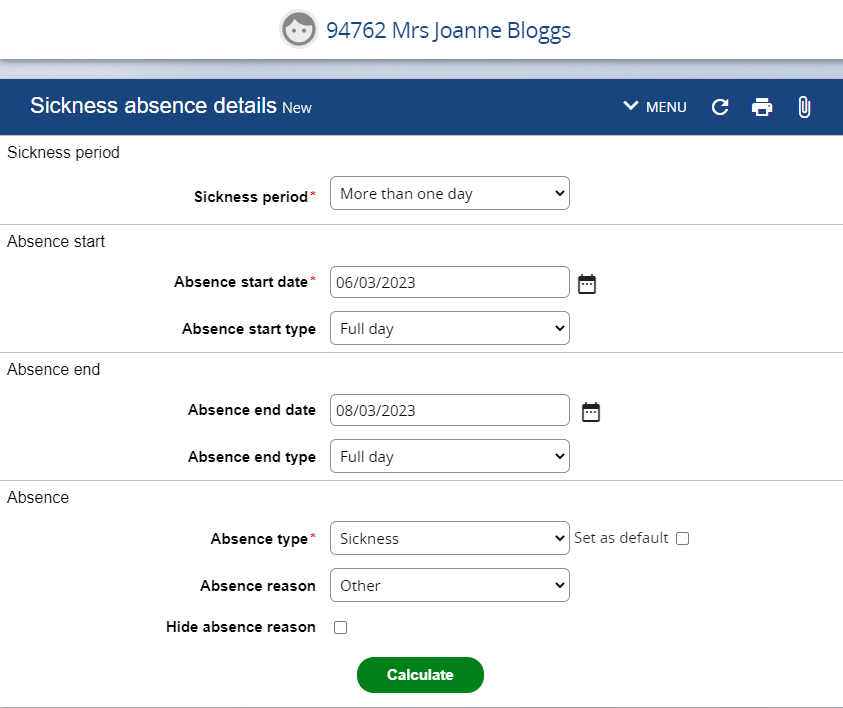 94762 Mrs Joanne Bloggs
Sickness absence details New MENU
Sickness period
Sickness period* More than one day
Absence start
Absence start date* 06/03/2023
Absence start type Full day
Absence end
Absence end date 08/03/2023
Absence end type Full day
Absence
Absence type* Sickness Set as default
Absence reason Other
Hide absence reason
Calculate